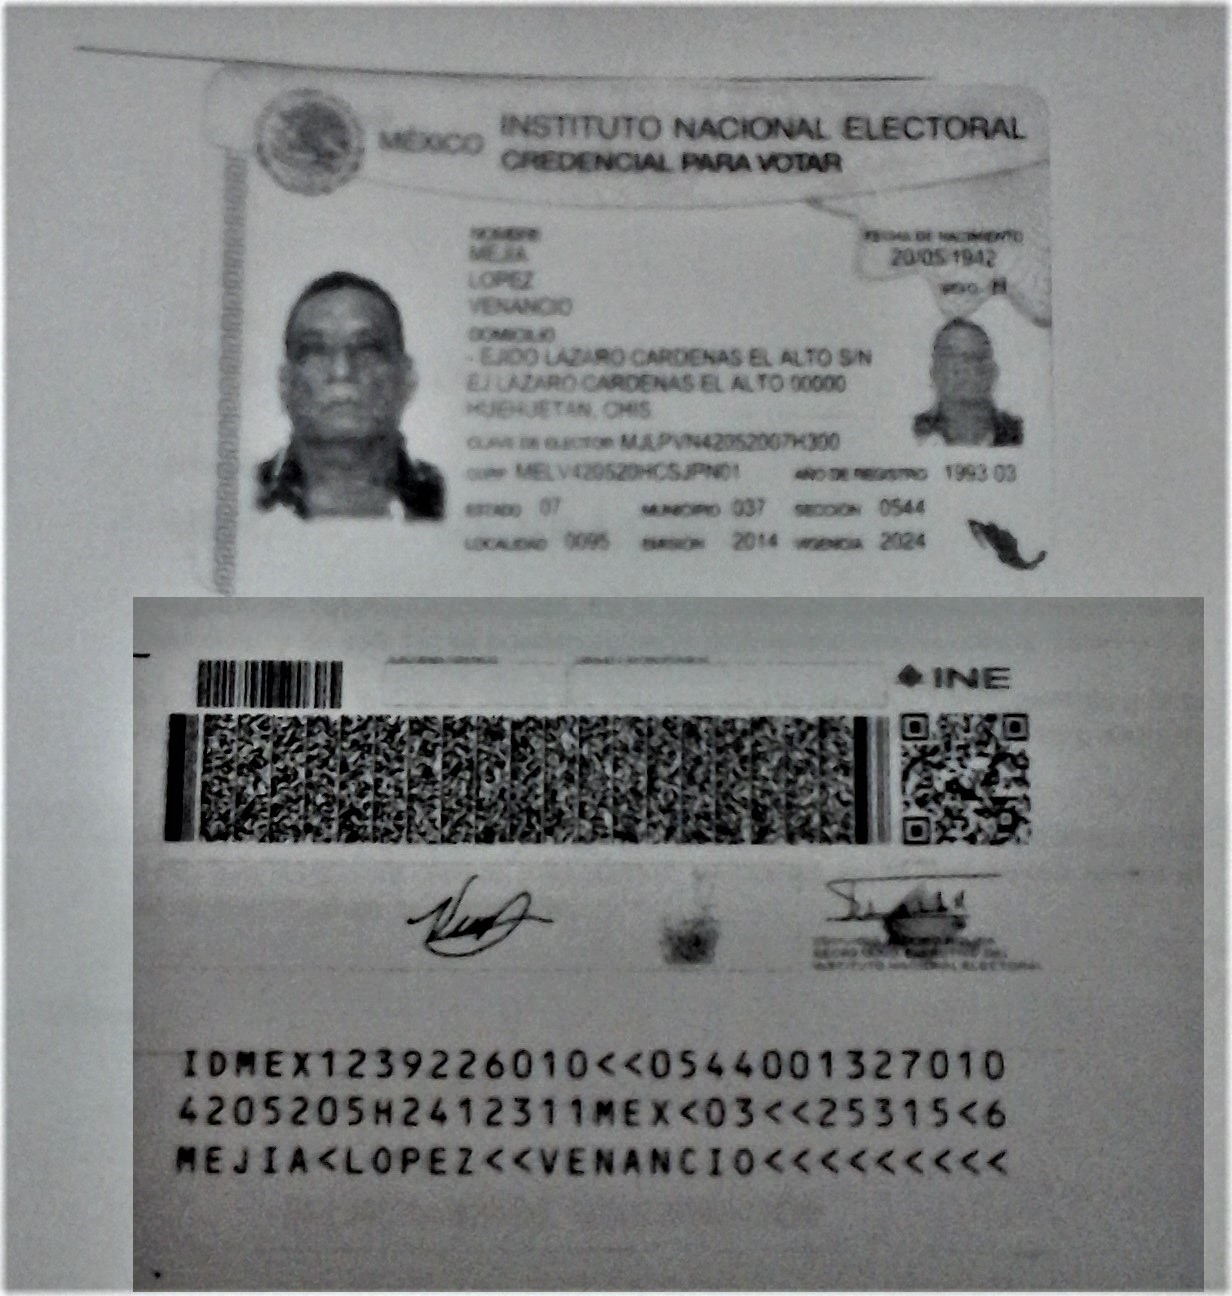 MÉXICO INSTITUTO NACIONAL ELECTORAL
CREDENCIAL PARA VOTAR
NOMBRE
MEJIA
LOPEZ
VENANCIO
FECHA DE NACIMIENTO
20/05/1942
SEXO H
DOMICILIO
- EJIDO LAZARO CARDENAS EL ALTO S/N
EJ LAZARO CARDENAS EL ALTO 00000
HUEHUETAN, CHIS.
CLAVE DE ELECTOR MJLPVN42052007H300
CURP MELV420520HCSJPN01 AÑO DE REGISTRO 1993 03
ESTADO 07 MUNICIPIO 037 SECCIÓN 0544
LOCALIDAD 0095 EMISIÓN 2014 VIGENCIA 2024
INE
INSTITUTO NACIONAL ELECTORAL
IDMEX1239226010<<0544001327010
4205205H2412311MEX<03<<25315<6
MEJIA<LOPEZ<<VENANCIO<<<<<<<<<